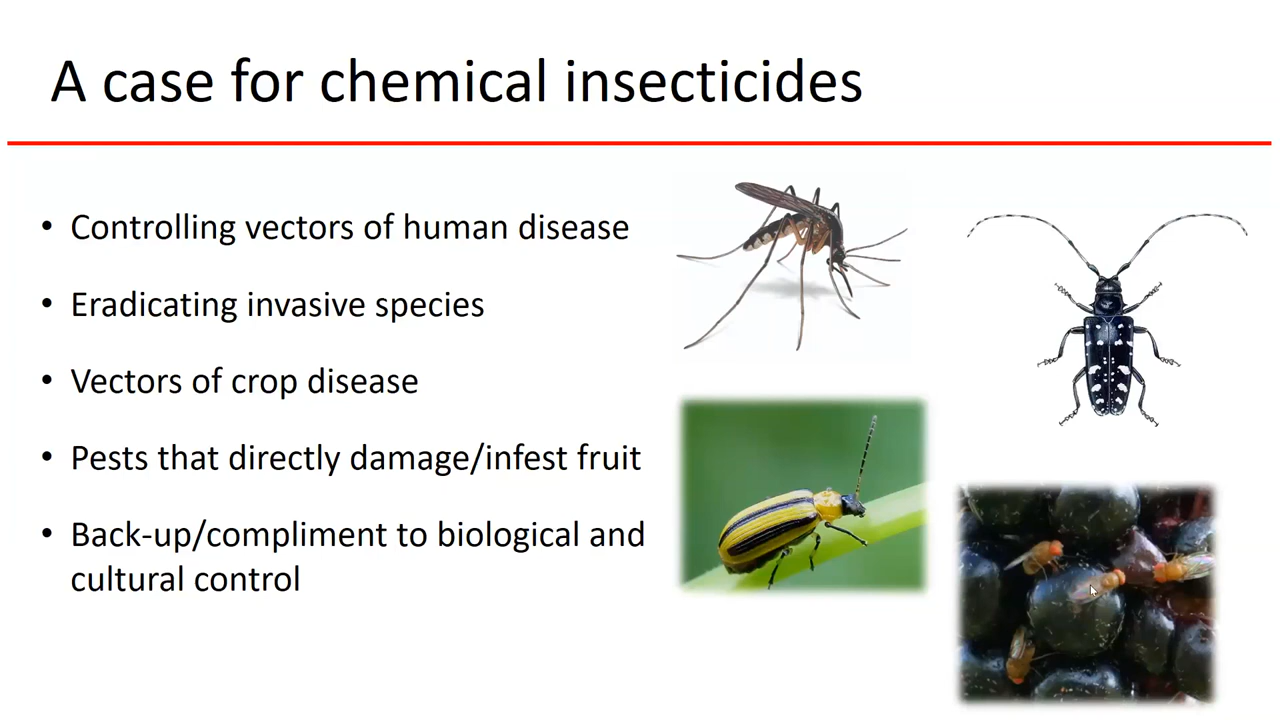 A case for chemical insecticides
• Controlling vectors of human disease
• Eradicating invasive species
• Vectors of crop disease
• Pests that directly damage/infest fruit
• Back-up/compliment to biological and
cultural control